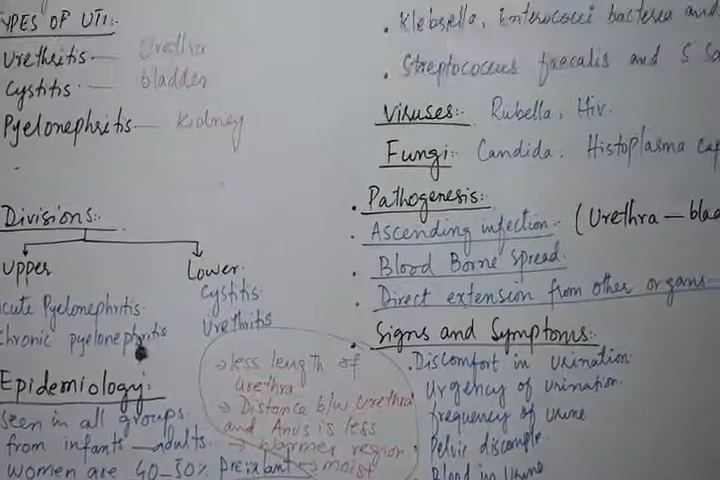 YPES OF UTI:
Urethritis — Urethra
Cystitis — bladder
Pyelonephritis — Kidney
Divisions:-
Upper
Lower
cute Pyelonephritis.
chronic pyelonephritis
Cystitis.
Urethritis
Epidemiology:
Seen in all groups
from infants — adults.
women are 40-50% prevalent
→ less length of
urethra
→ Distance b/w urethra
and Anus is less
→ warmer region
→ moist
. Klebsella, Enterococci bacteria and
. Streptococcus faecalis and S
Viruses:- Rubella, Hiv.
Fungi:- Candida, Histoplasma cap
. Pathogenesis:-
. Ascending infection. (Urethra — blad
. Blood Borne spread.
. Direct extension from other organs.
. Signs and Symptoms:-
. Discomfort in urination.
urgency of urination.
frequency of urine
Pelvic
Blood in urine